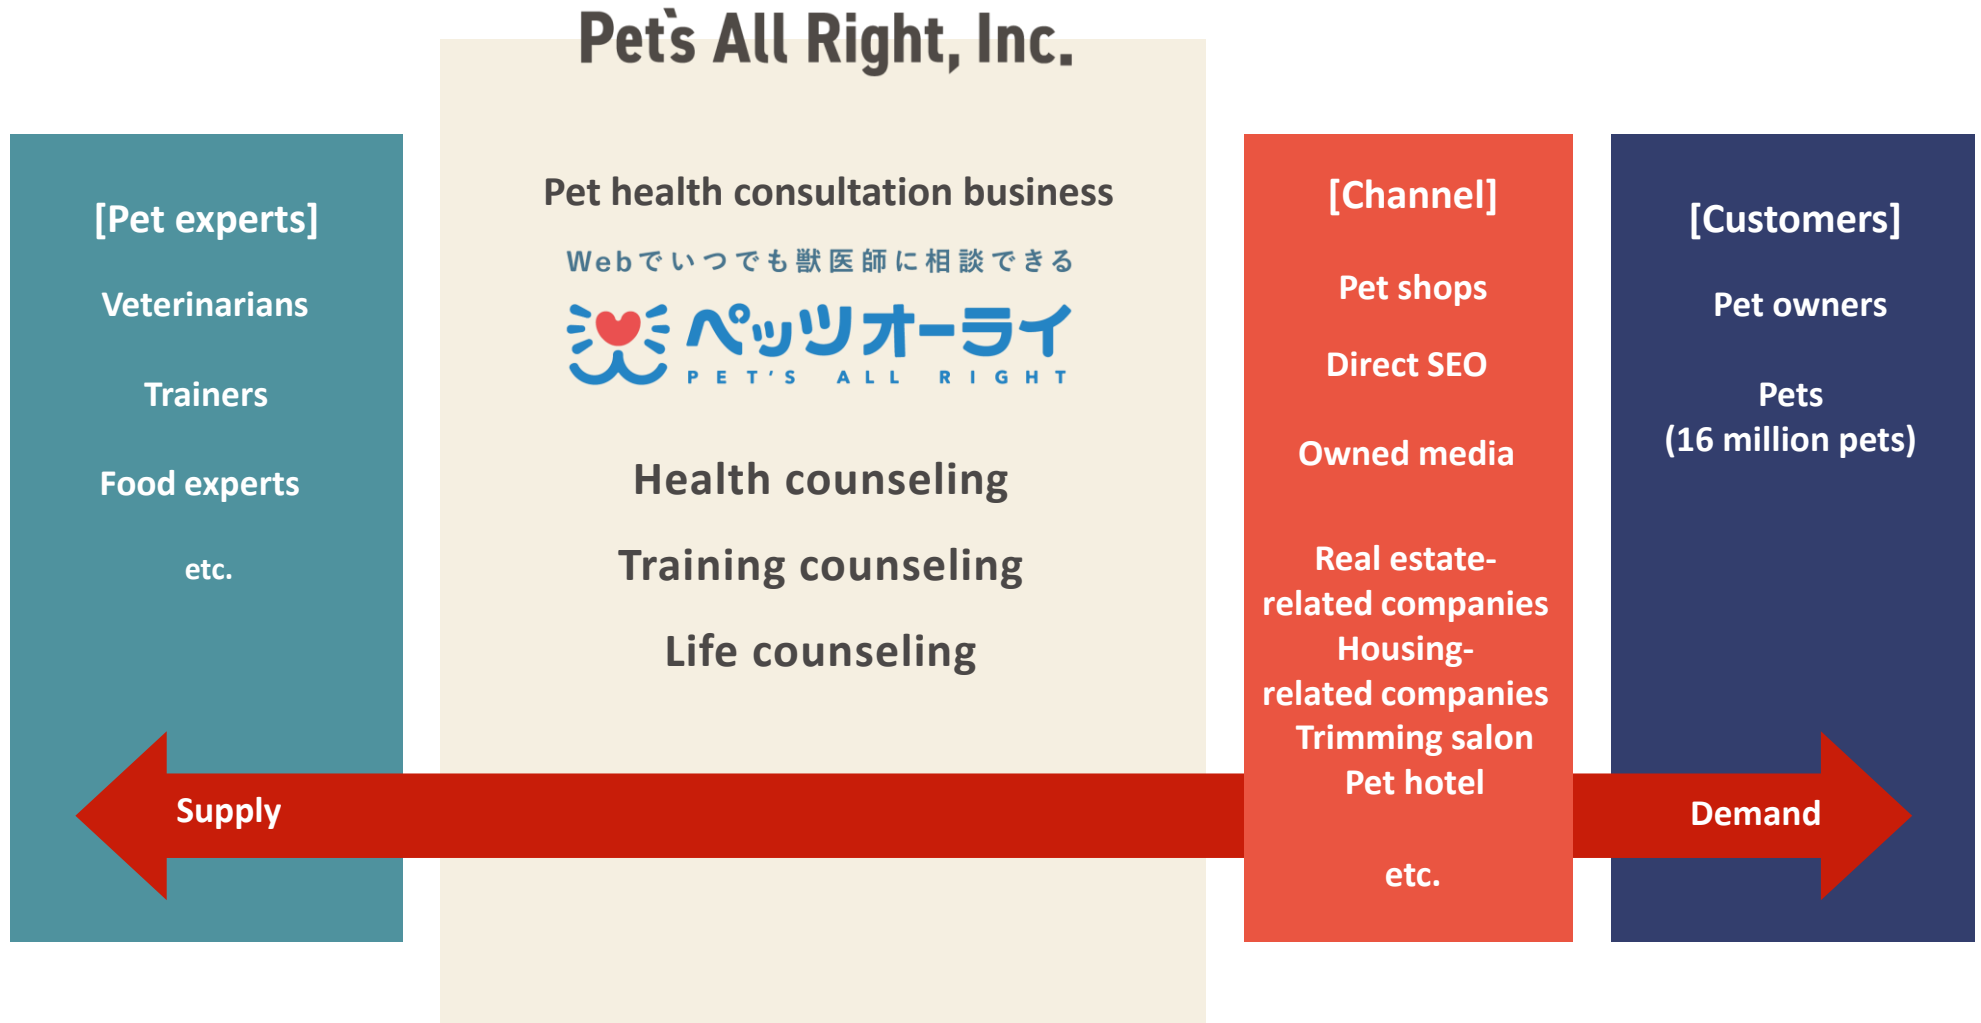 Pet's All Right, Inc.
[Pet experts]
Veterinarians
Trainers
Food experts
etc.
Supply
Pet health consultation business
Webでいつでも獣医師に相談できる
ペッツオーライ
PET'S ALL RIGHT
Health counseling
Training counseling
Life counseling
[Channel]
Pet shops
Direct SEO
Owned media
Real estate-
related companies
Housing-
related companies
Trimming salon
Pet hotel
etc.
[Customers]
Pet owners
Pets
(16 million pets)
Demand